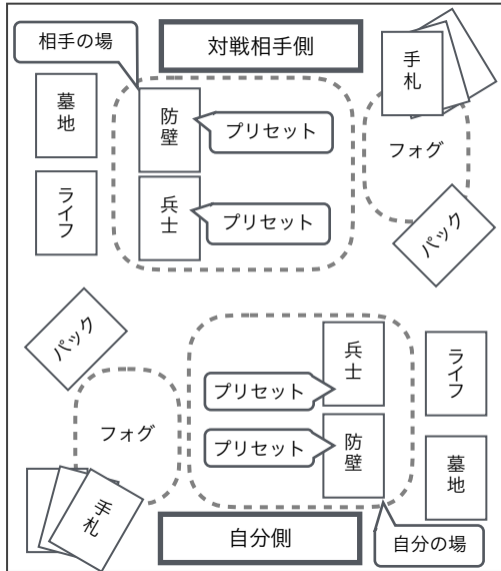 相手の場
対戦相手側
手札
墓地
防壁
プリセット
フォグ
ライフ
兵士
プリセット
パック
パック
兵士
ライフ
プリセット
フォグ
プリセット
防壁
墓地
手札
自分側
自分の場